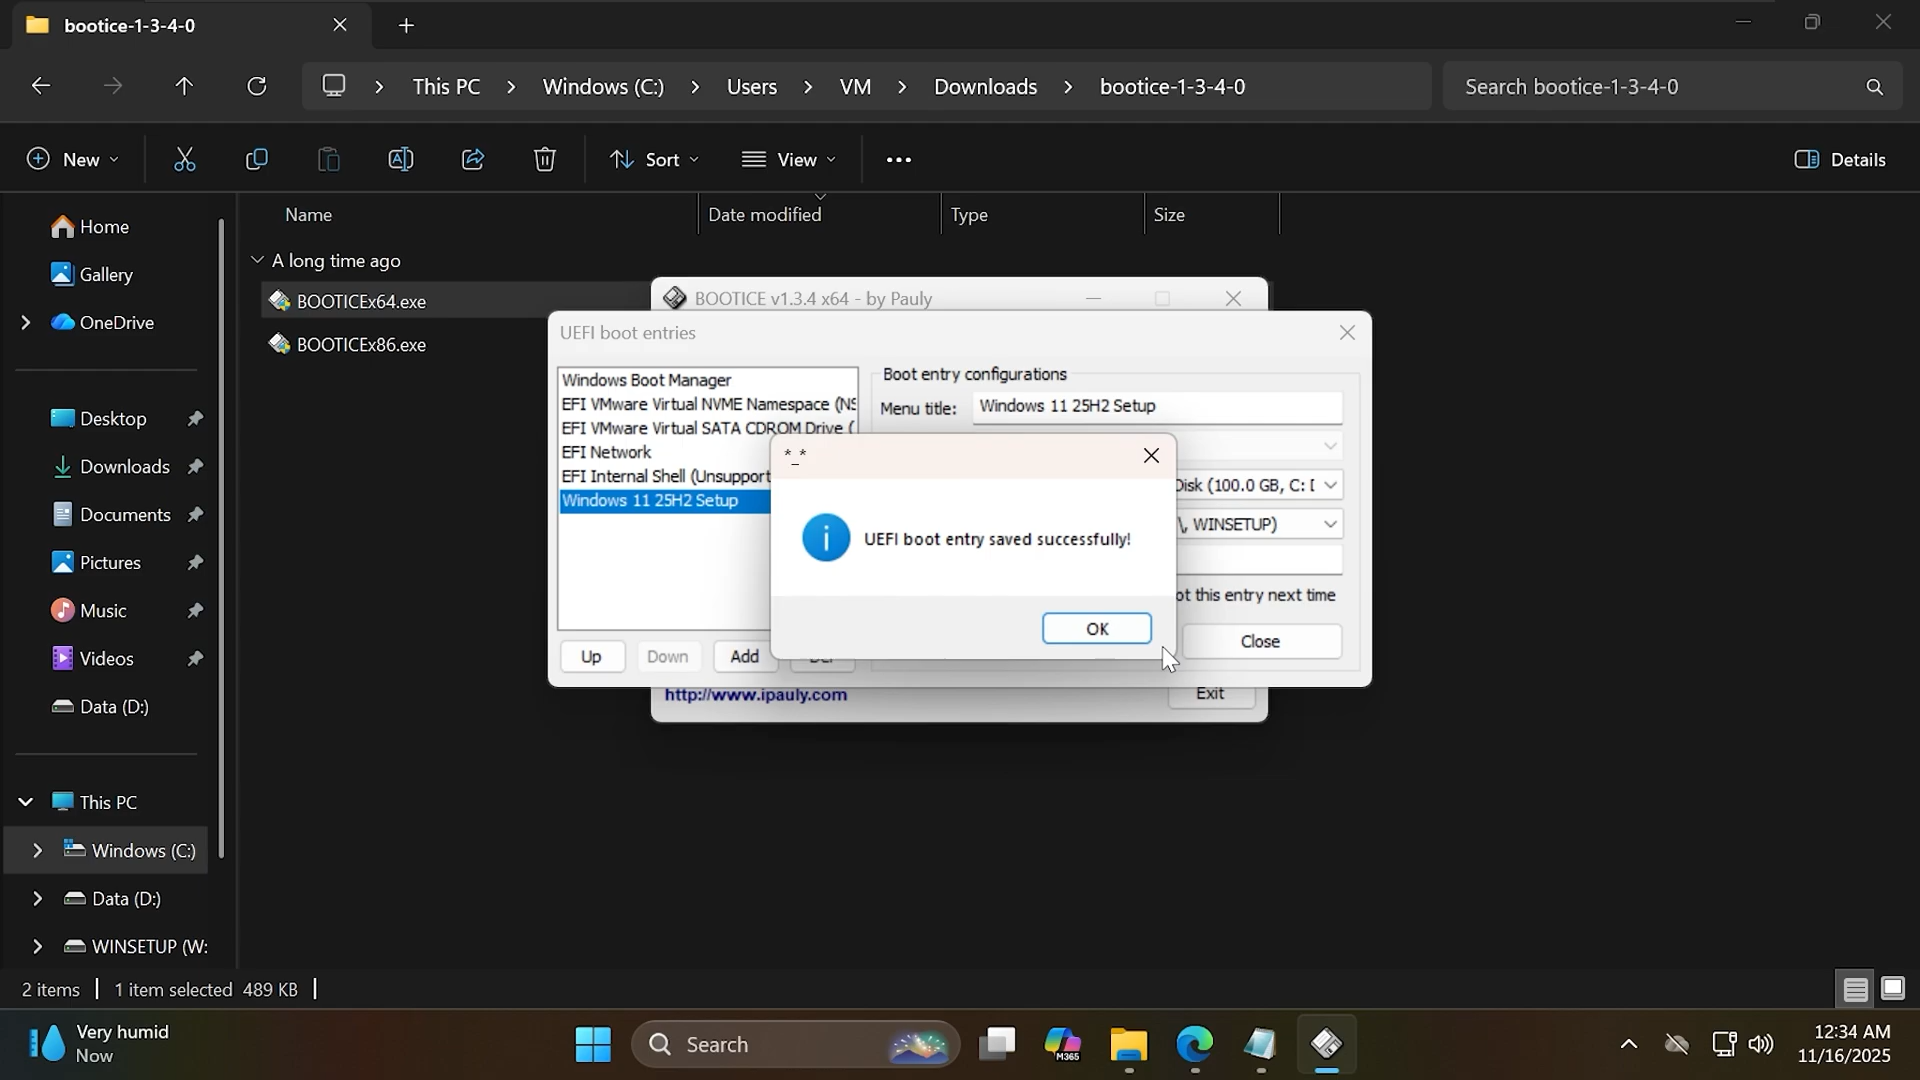 bootice-1-3-4-0
This PC > Windows (C:) > Users > VM > Downloads > bootice-1-3-4-0
Search bootice-1-3-4-0
New
Sort
View
Details
Name
Date modified
Type
Size
Home
Gallery
OneDrive
Desktop
Downloads
Documents
Pictures
Music
Videos
Data (D:)
This PC
Windows (C:)
Data (D:)
WINSETUP (W:
A long time ago
BOOTICEx64.exe
BOOTICEx86.exe
BOOTICE v1.3.4 x64 - by Pauly
UEFI boot entries
Windows Boot Manager
EFI VMware Virtual NVME Namespace (NS
EFI VMware Virtual SATA CDROM Drive (
EFI Network
EFI Internal Shell (Unsupport
Windows 11 25H2 Setup
Boot entry configurations
Menu title: Windows 11 25H2 Setup
Disk (100.0 GB, C: [
\, WINSETUP)
ot this entry next time
Up
Down
Add
Del
Close
*_*
UEFI boot entry saved successfully!
OK
http://www.ipauly.com
Exit
2 items
1 item selected 489 KB
Very humid
Now
Search
M365
12:34 AM
11/16/2025